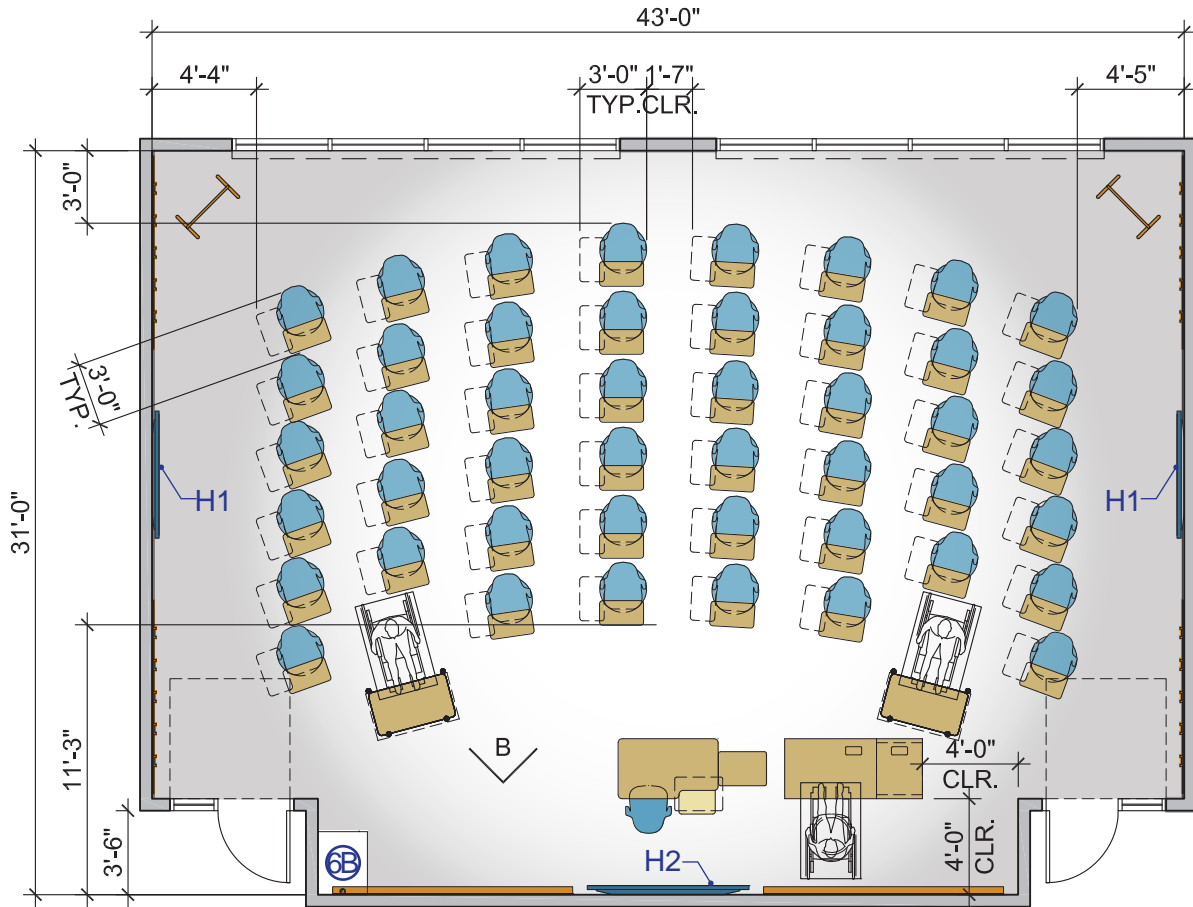 43'-0"
4'-4"
3'-0" 1'-7"
TYP. CLR.
4'-5"
3'-0"
3'-0"
TYP.
31'-0"
H1
H1
11'-3"
B
4'-0"
CLR.
3'-6"
6B
H2
4'-0"
CLR.